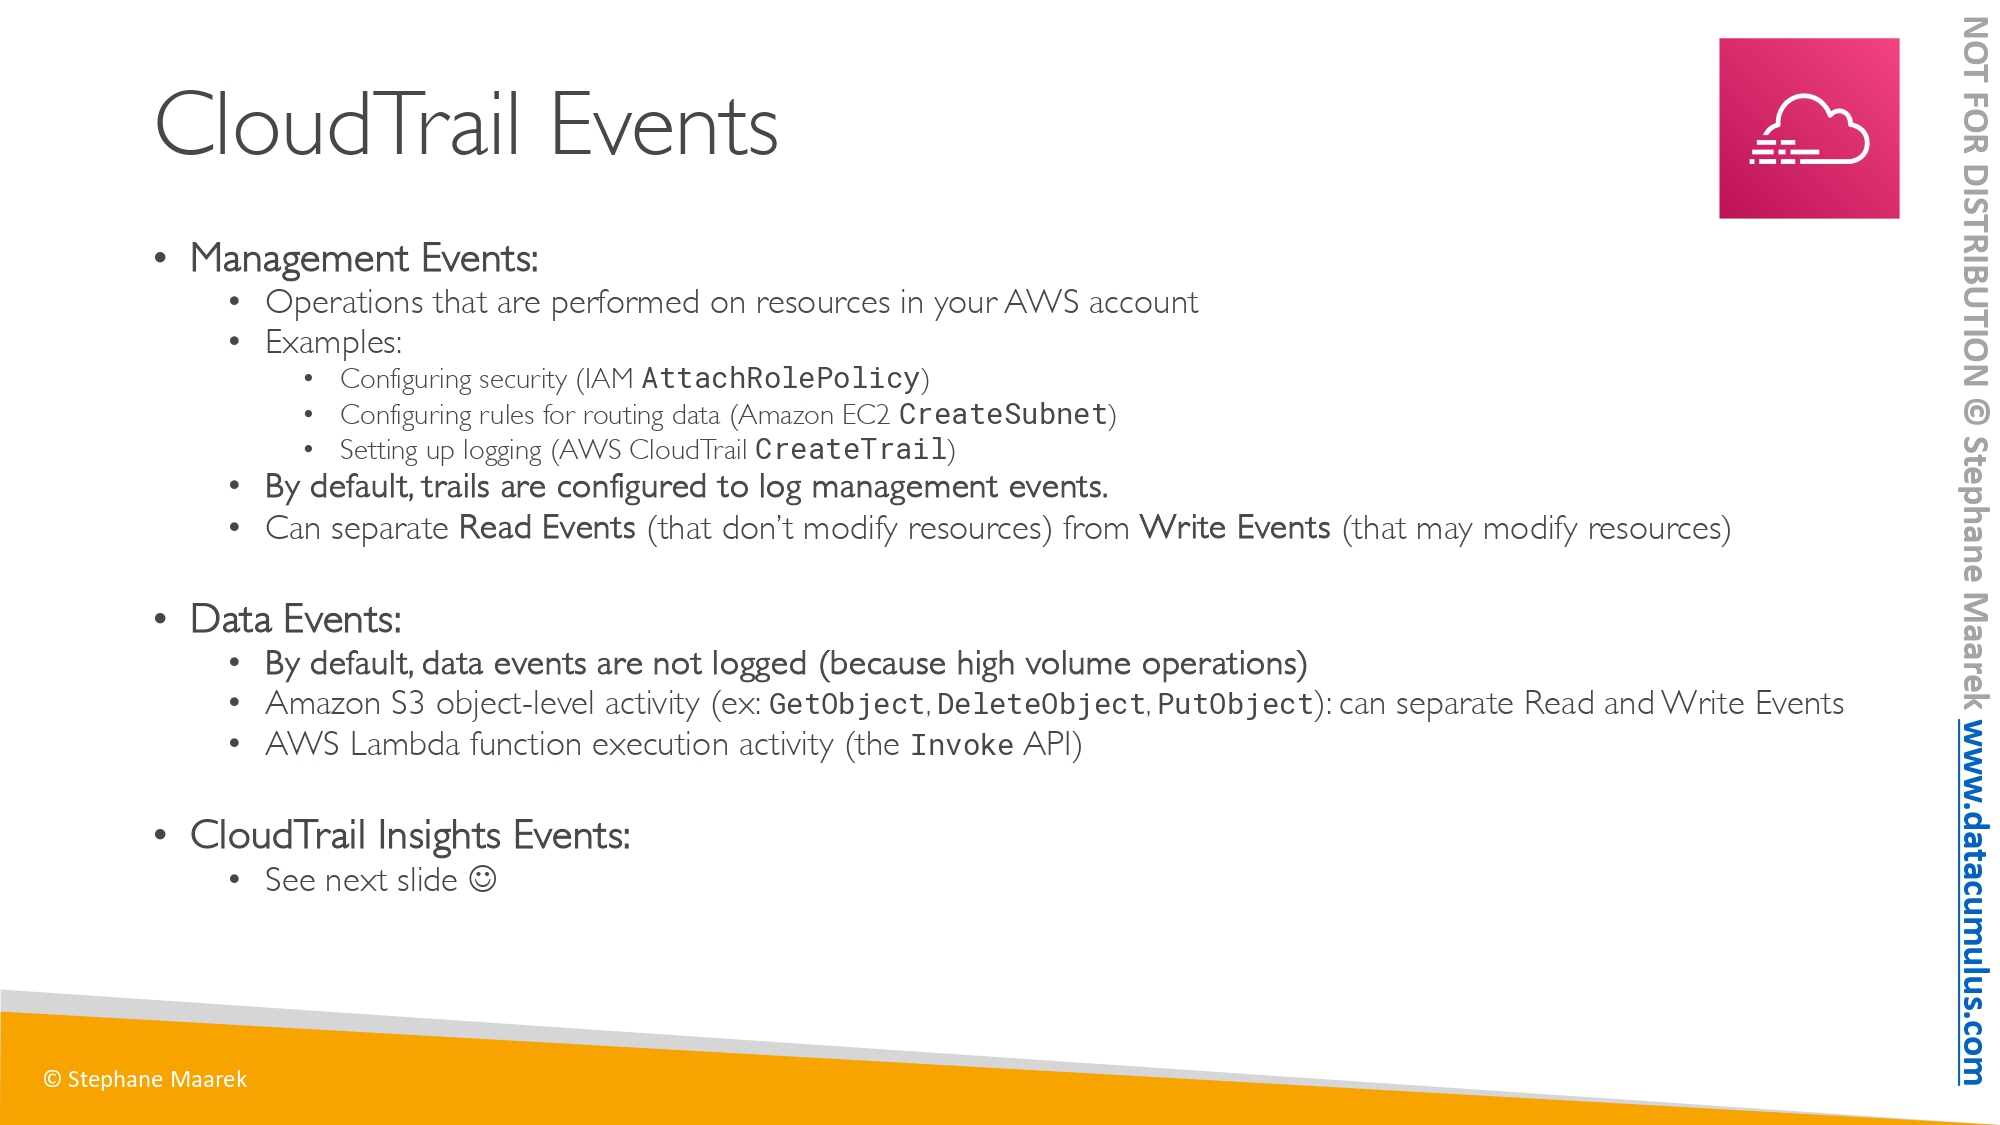 CloudTrail Events
• Management Events:
• Operations that are performed on resources in your AWS account
• Examples:
• Configuring security (IAM AttachRolePolicy)
• Configuring rules for routing data (Amazon EC2 CreateSubnet)
• Setting up logging (AWS CloudTrail CreateTrail)
• By default, trails are configured to log management events.
• Can separate Read Events (that don’t modify resources) from Write Events (that may modify resources)
• Data Events:
• By default, data events are not logged (because high volume operations)
• Amazon S3 object-level activity (ex: GetObject, DeleteObject, PutObject): can separate Read and Write Events
• AWS Lambda function execution activity (the Invoke API)
• CloudTrail Insights Events:
• See next slide ☺
© Stephane Maarek
NOT FOR DISTRIBUTION © Stephane Maarek www.datacumulus.com